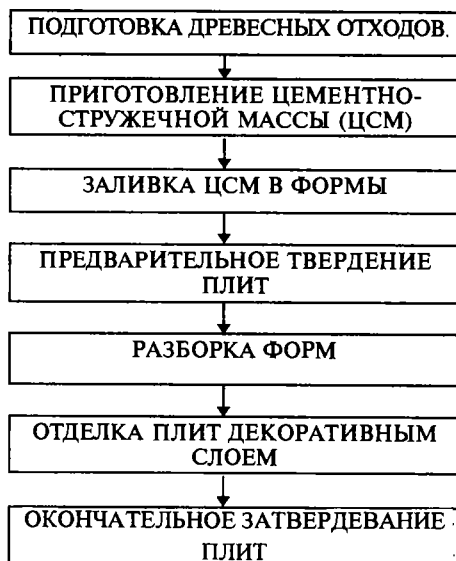 ПОДГОТОВКА ДРЕВЕСНЫХ ОТХОДОВ.
ПРИГОТОВЛЕНИЕ ЦЕМЕНТНО-
СТРУЖЕЧНОЙ МАССЫ (ЦСМ)
ЗАЛИВКА ЦСМ В ФОРМЫ
ПРЕДВАРИТЕЛЬНОЕ ТВЕРДЕНИЕ
ПЛИТ
РАЗБОРКА ФОРМ
ОТДЕЛКА ПЛИТ ДЕКОРАТИВНЫМ
СЛОЕМ
ОКОНЧАТЕЛЬНОЕ ЗАТВЕРДЕВАНИЕ
ПЛИТ